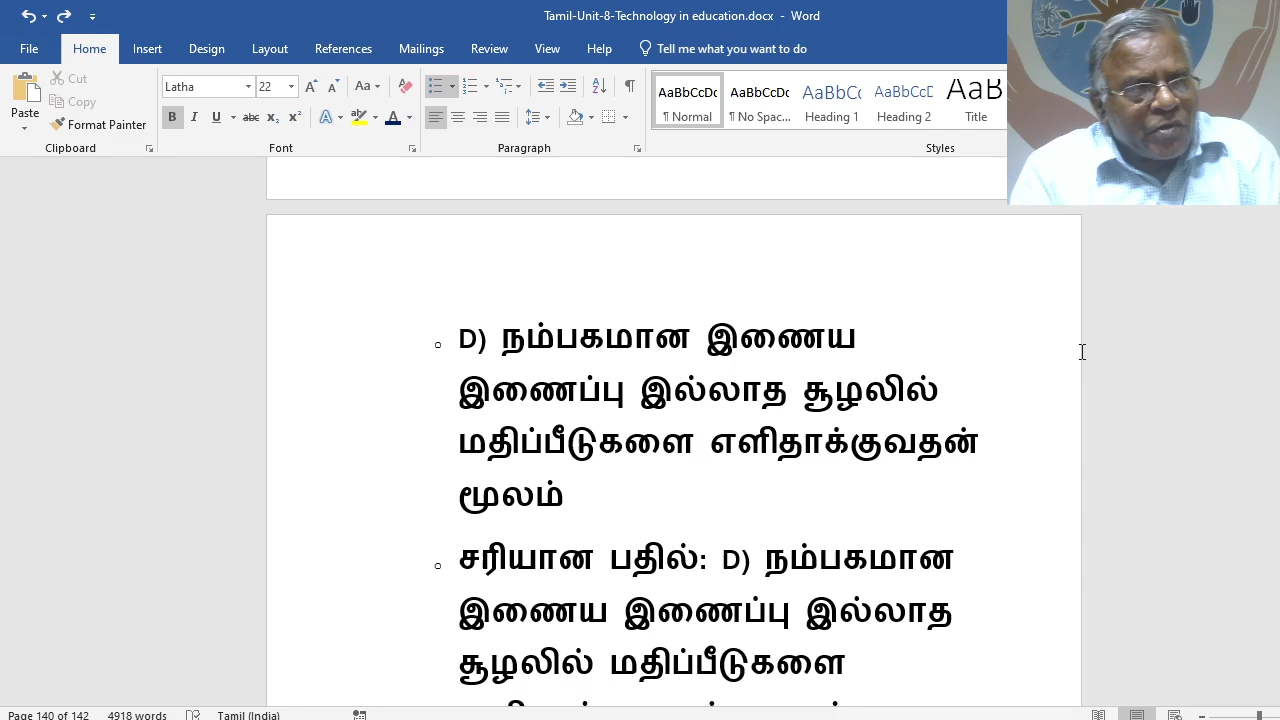 Tamil-Unit-8-Technology in education.docx - Word
File Home Insert Design Layout References Mailings Review View Help Tell me what you want to do
Paste
Cut
Copy
Format Painter
Clipboard
Latha 22
Font
Paragraph
AaBbCcDc AaBbCcDc AaBbCc AaBbCcD AaB
¶ Normal ¶ No Spac... Heading 1 Heading 2 Title
Styles
D) நம்பகமான இணைய
இணைப்பு இல்லாத சூழலில்
மதிப்பீடுகளை எளிதாக்குவதன்
மூலம்
சரியான பதில்: D) நம்பகமான
இணைய இணைப்பு இல்லாத
சூழலில் மதிப்பீடுகளை
Page 140 of 142 4918 words Tamil (India)